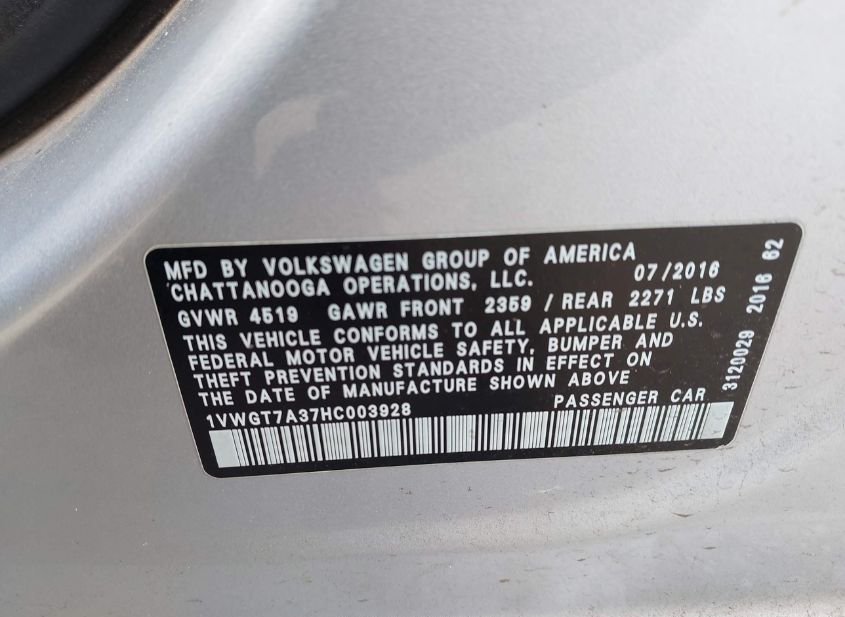 MFD BY VOLKSWAGEN GROUP OF AMERICA
CHATTANOOGA OPERATIONS, LLC. 07/2016
GVWR 4519 GAWR FRONT 2359 / REAR 2271 LBS
THIS VEHICLE CONFORMS TO ALL APPLICABLE U.S.
FEDERAL MOTOR VEHICLE SAFETY, BUMPER AND
THEFT PREVENTION STANDARDS IN EFFECT ON
THE DATE OF MANUFACTURE SHOWN ABOVE
1VWGT7A37HC003928 PASSENGER CAR
3120029 2016 62